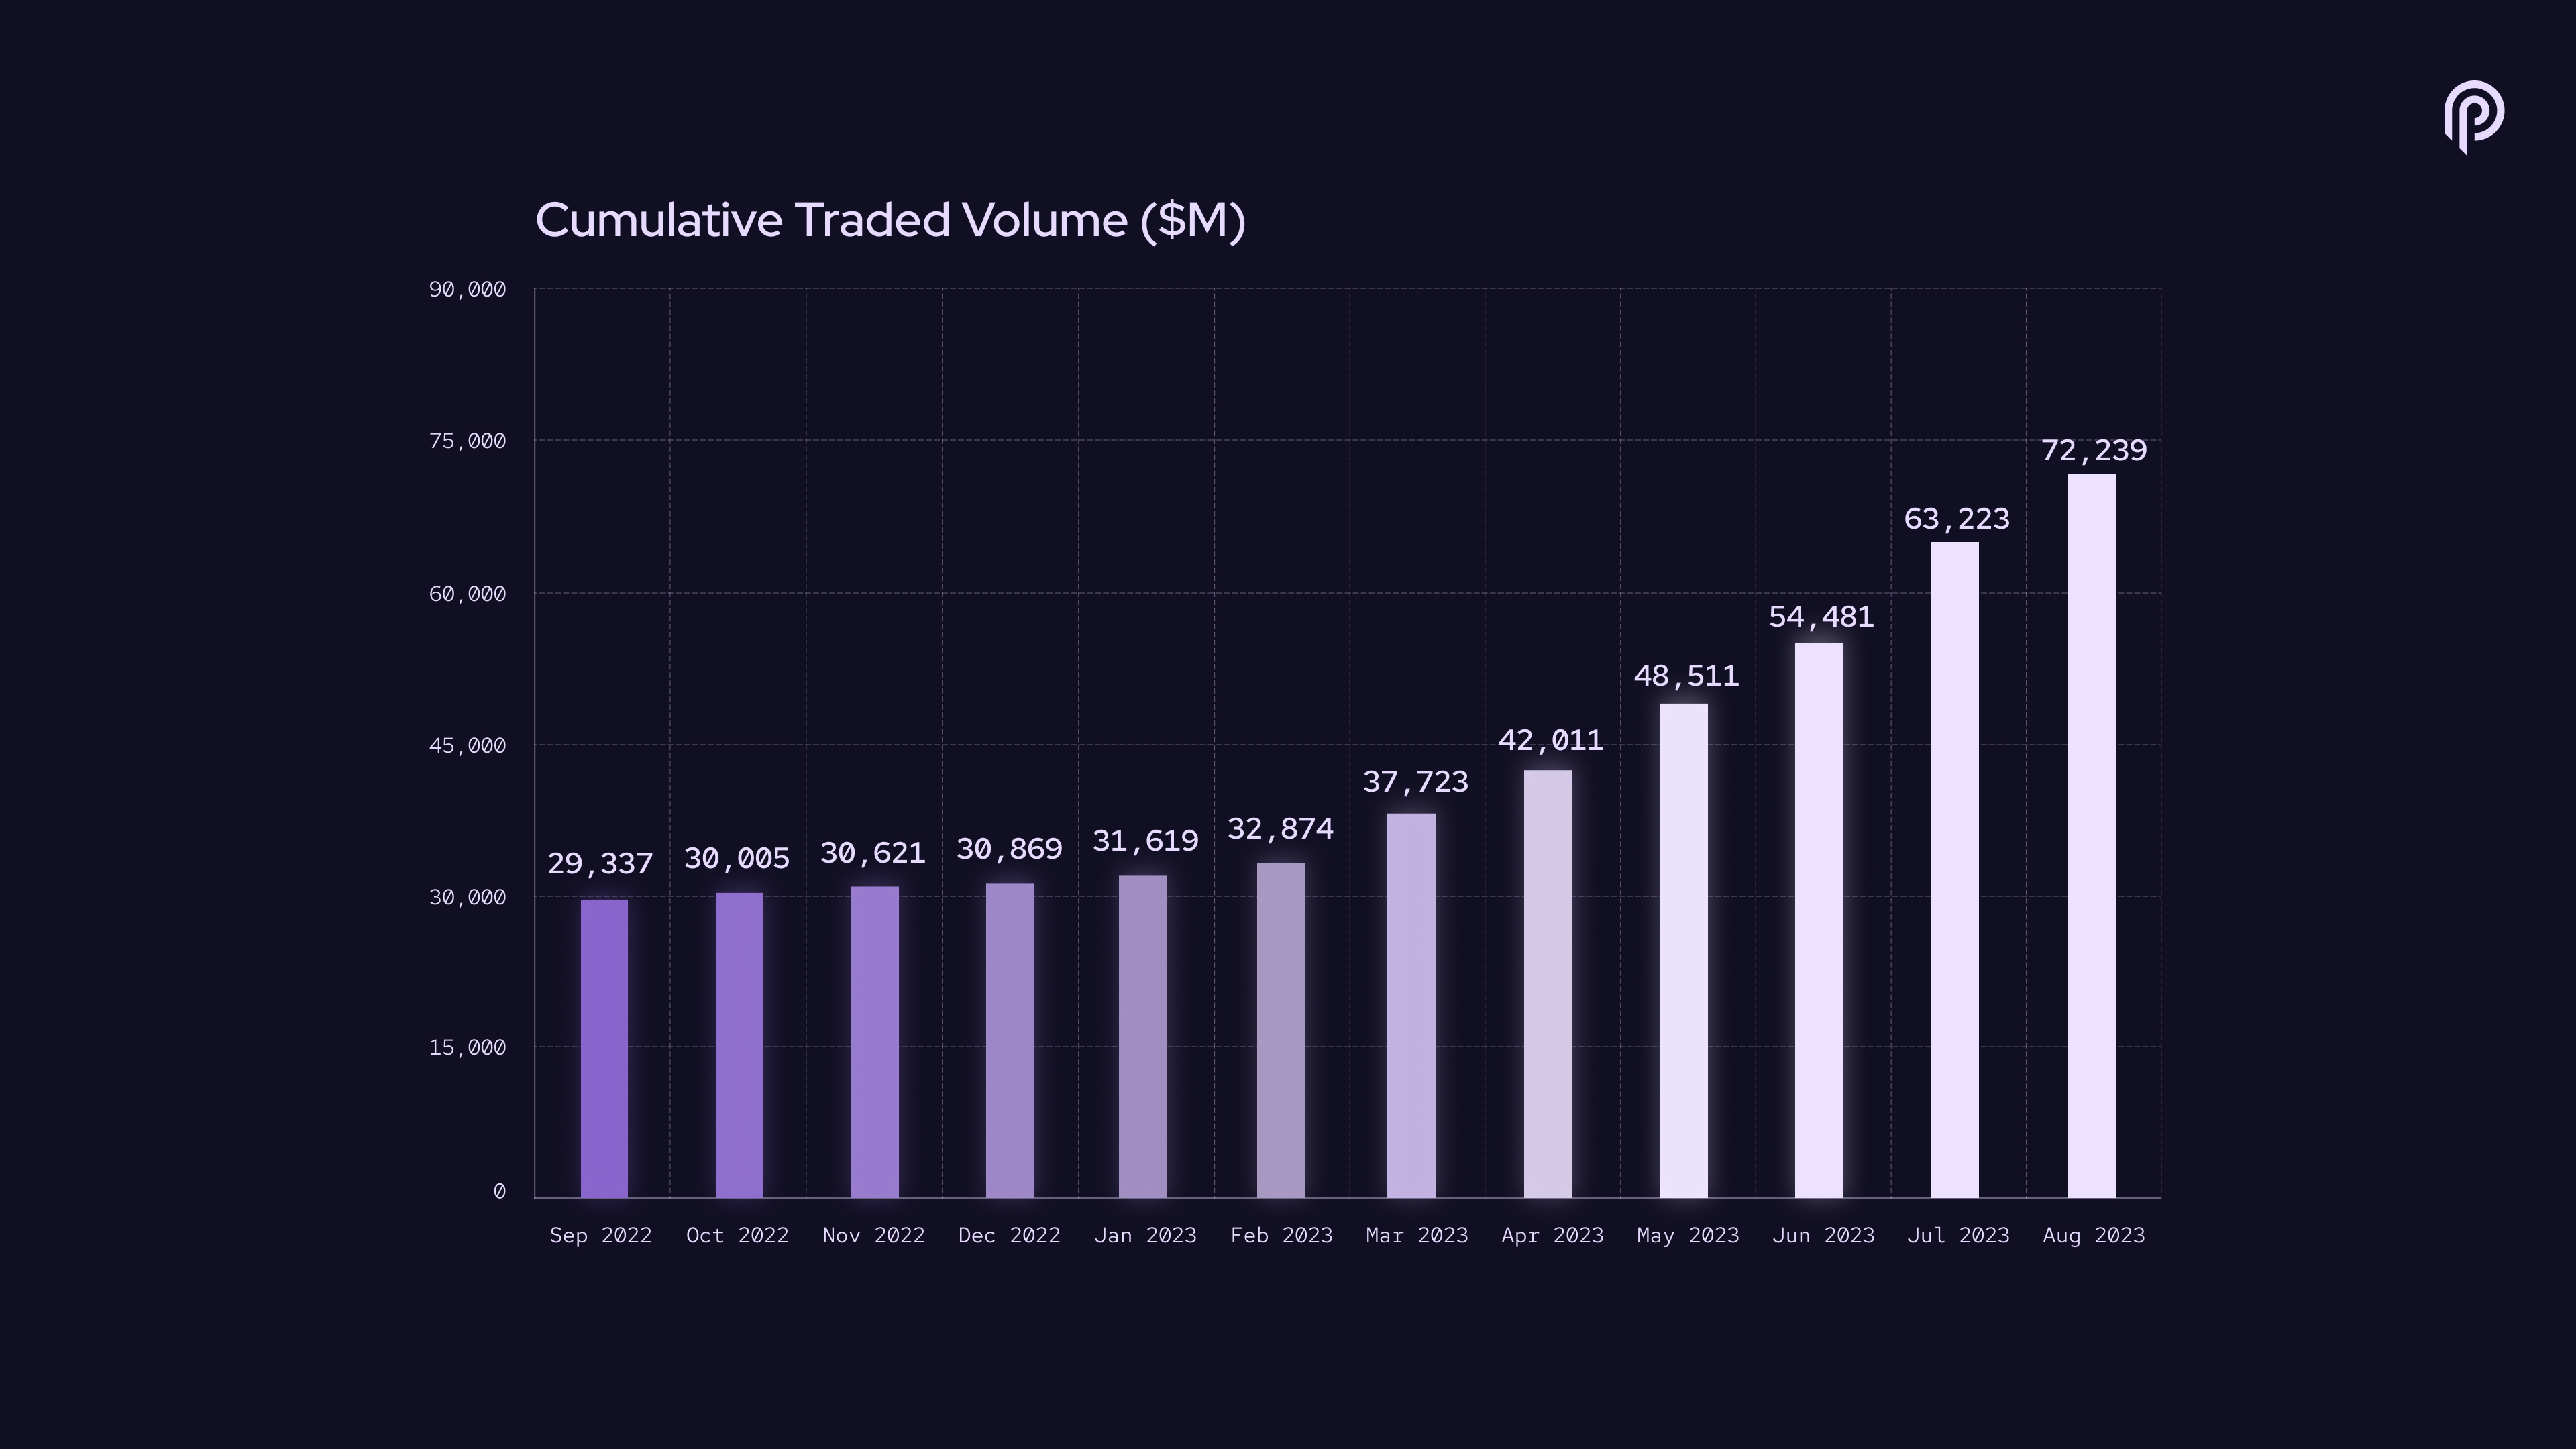 Cumulative Traded Volume ($M)
90,000
75,000
60,000
45,000
30,000
15,000
0
29,337
30,005
30,621
30,869
31,619
32,874
37,723
42,011
48,511
54,481
63,223
72,239
Sep 2022
Oct 2022
Nov 2022
Dec 2022
Jan 2023
Feb 2023
Mar 2023
Apr 2023
May 2023
Jun 2023
Jul 2023
Aug 2023